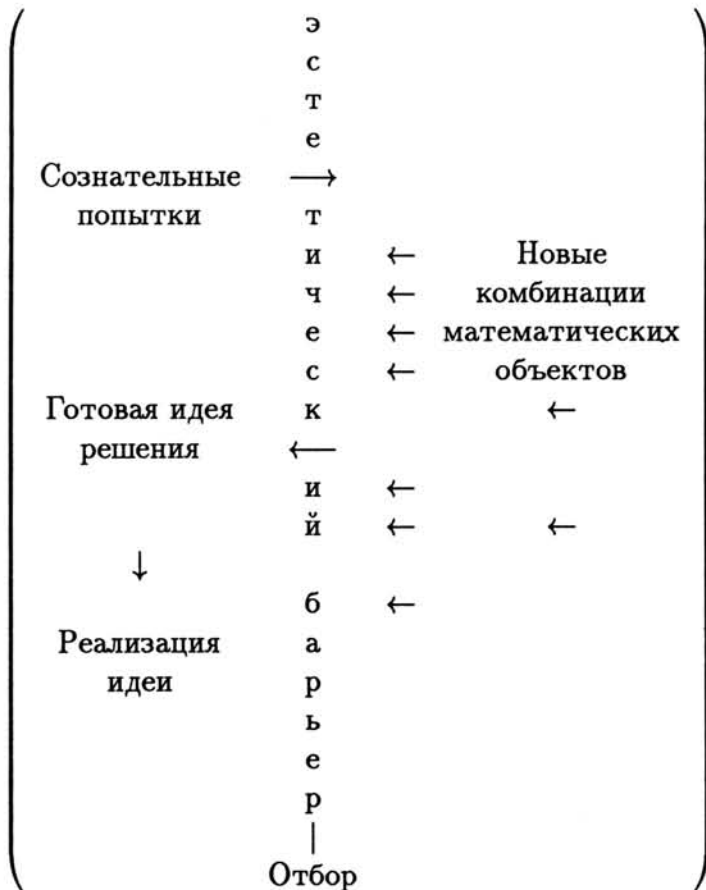 э
с
т
е
Сознательные →
попытки т
и ← Новые
ч ← комбинации
е ← математических
с ← объектов
Готовая идея к ←
решения ←
и ←
й ← ←
↓
б ←
Реализация а
идеи р
ь
е
р
|
Отбор